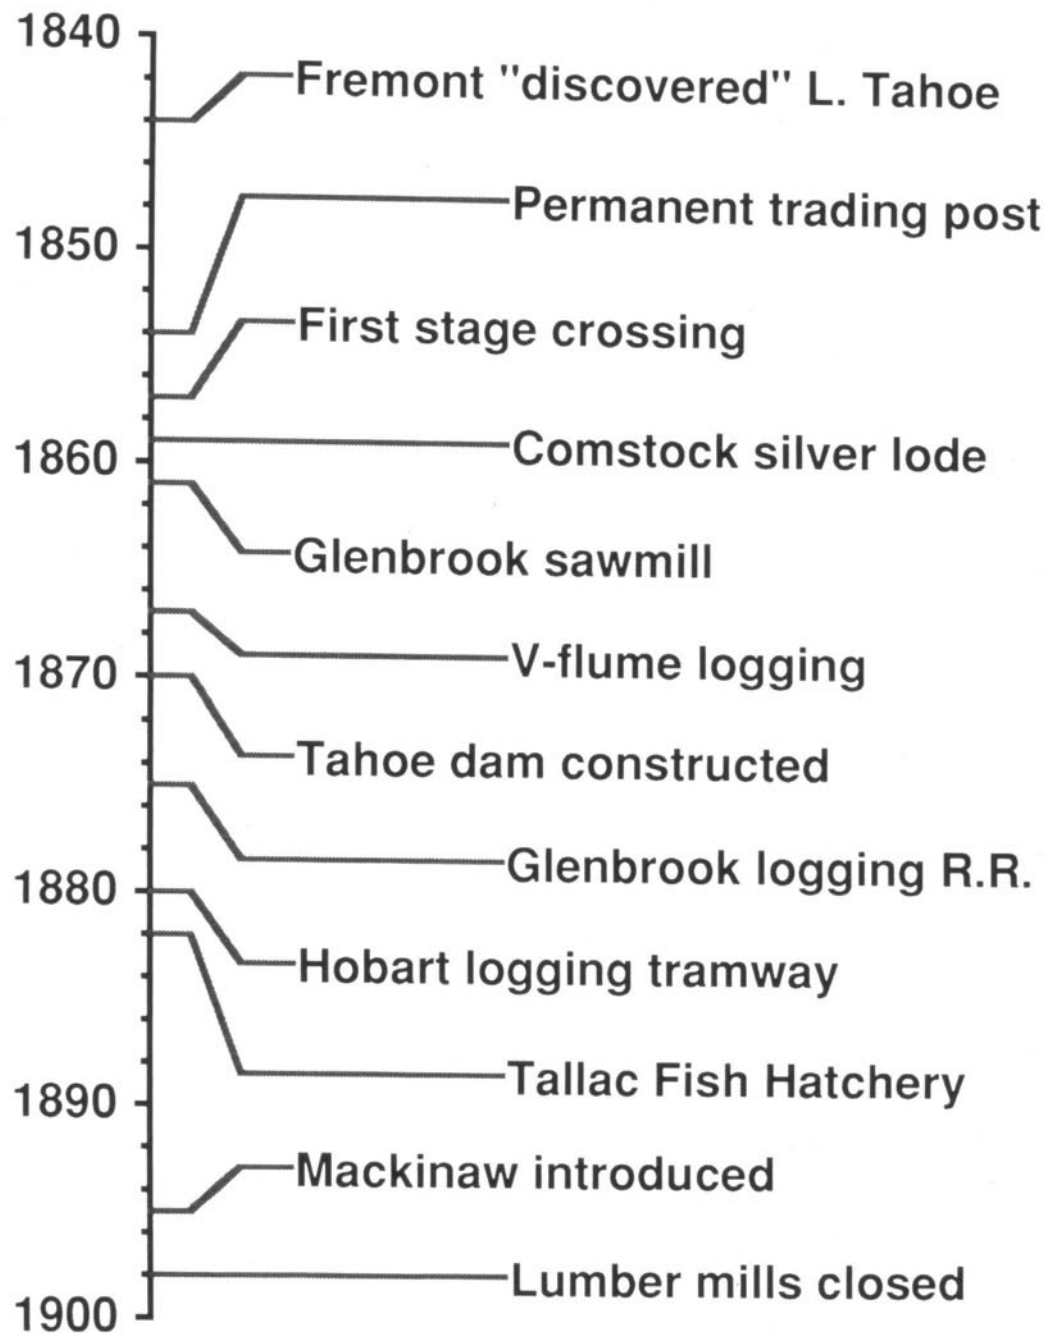 1840
Fremont "discovered" L. Tahoe
Permanent trading post
1850
First stage crossing
Comstock silver lode
1860
Glenbrook sawmill
V-flume logging
1870
Tahoe dam constructed
Glenbrook logging R.R.
1880
Hobart logging tramway
Tallac Fish Hatchery
1890
Mackinaw introduced
Lumber mills closed
1900